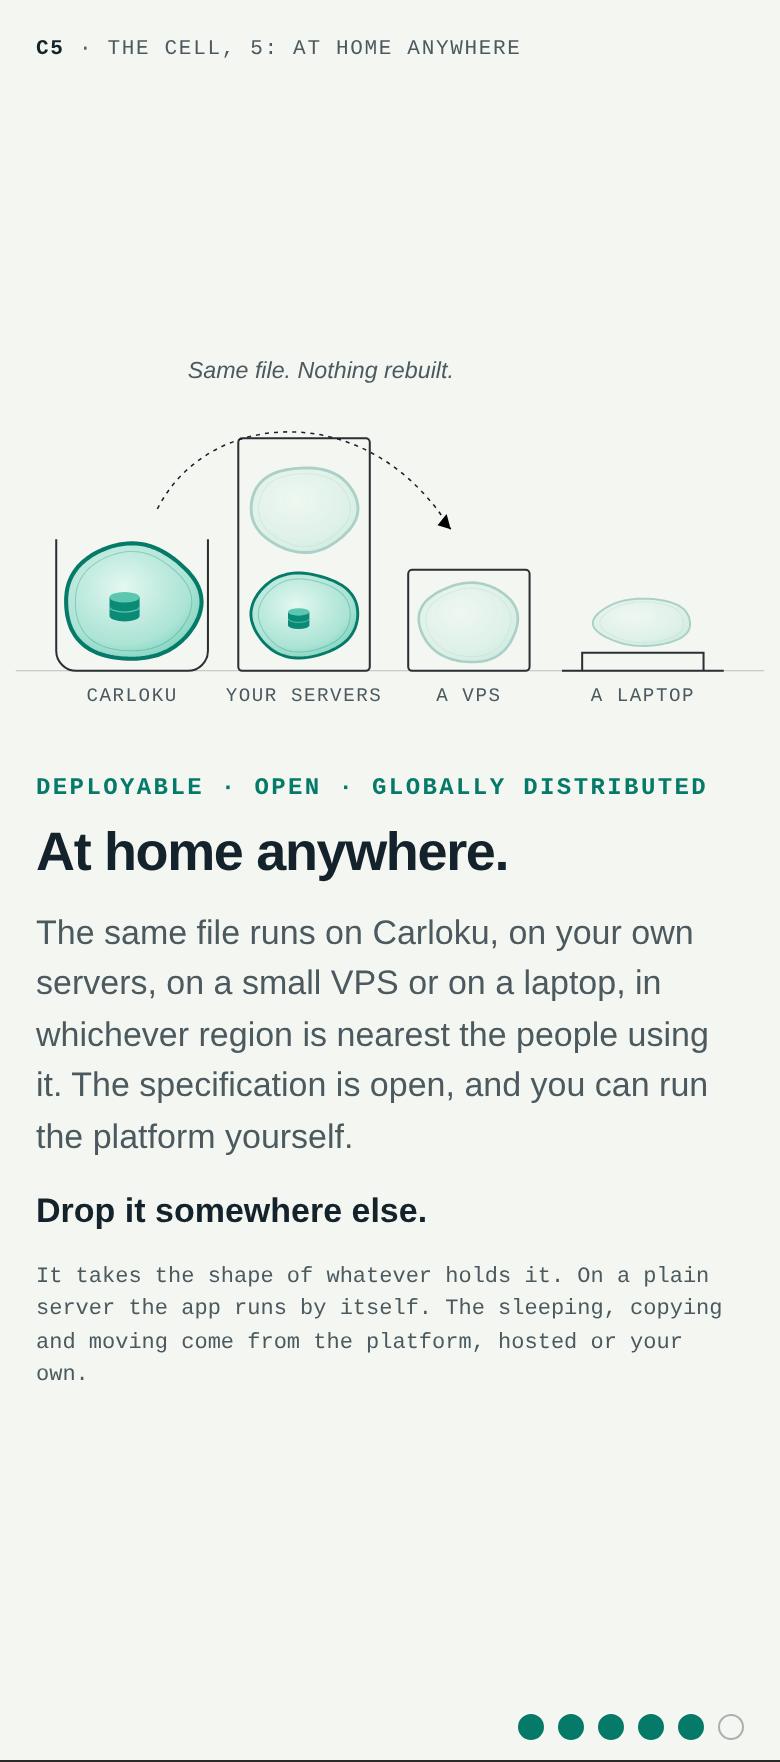 C5 · THE CELL, 5: AT HOME ANYWHERE
Same file. Nothing rebuilt.
CARLOKU
YOUR SERVERS
A VPS
A LAPTOP
DEPLOYABLE · OPEN · GLOBALLY DISTRIBUTED
At home anywhere.
The same file runs on Carloku, on your own
servers, on a small VPS or on a laptop, in
whichever region is nearest the people using
it. The specification is open, and you can run
the platform yourself.
Drop it somewhere else.
It takes the shape of whatever holds it. On a plain
server the app runs by itself. The sleeping, copying
and moving come from the platform, hosted or your
own.